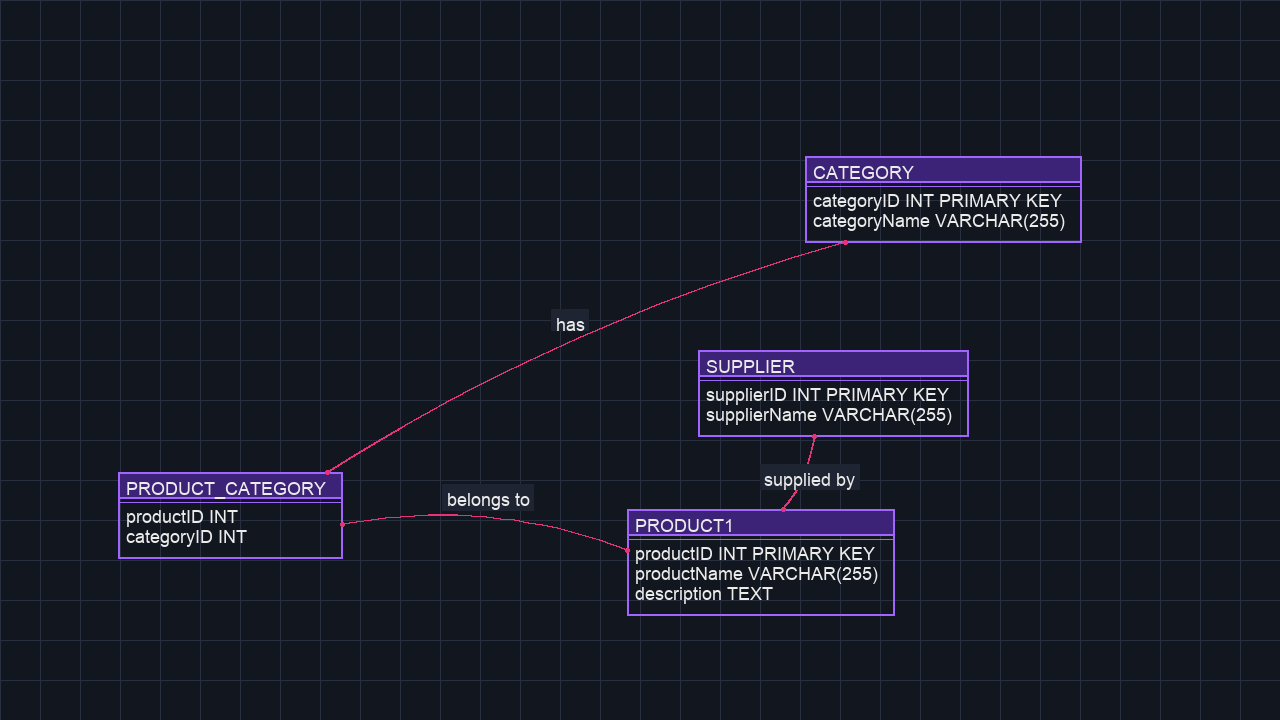 CATEGORY
categoryID INT PRIMARY KEY
categoryName VARCHAR(255)
has
SUPPLIER
supplierID INT PRIMARY KEY
supplierName VARCHAR(255)
supplied by
PRODUCT_CATEGORY
productID INT
categoryID INT
belongs to
PRODUCT1
productID INT PRIMARY KEY
productName VARCHAR(255)
description TEXT